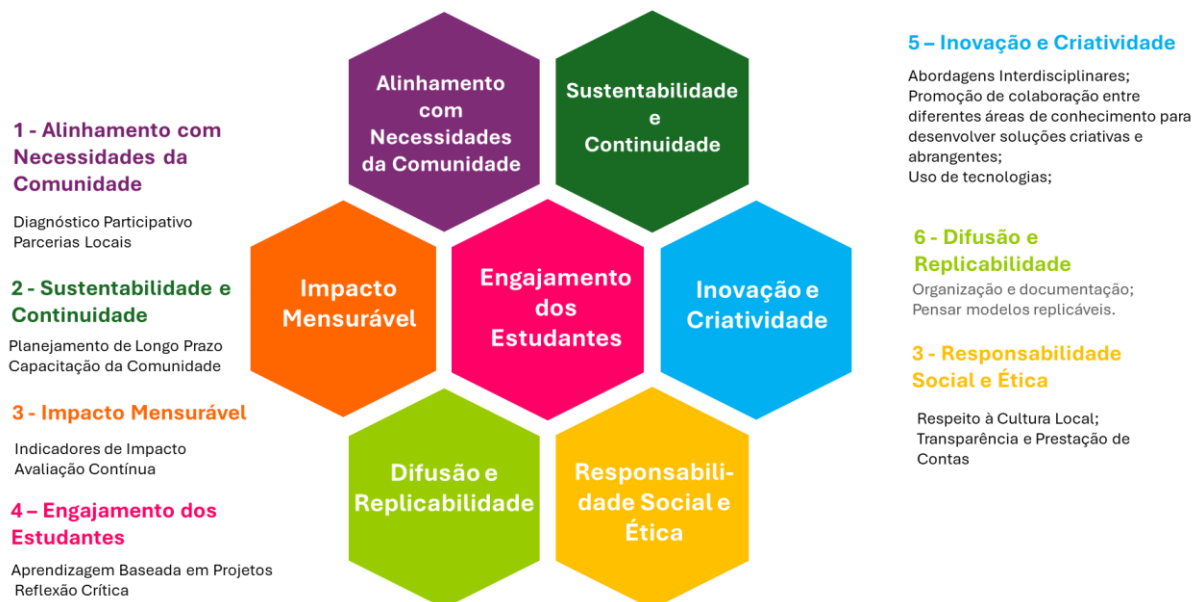 1 - Alinhamento com
Necessidades da
Comunidade
Diagnóstico Participativo
Parcerias Locais
2 - Sustentabilidade e
Continuidade
Planejamento de Longo Prazo
Capacitação da Comunidade
3 - Impacto Mensurável
Indicadores de Impacto
Avaliação Contínua
4 – Engajamento dos
Estudantes
Aprendizagem Baseada em Projetos
Reflexão Crítica
Alinhamento
com
Necessidades
da Comunidade
Sustentabilidade
e
Continuidade
Impacto
Mensurável
Engajamento
dos
Estudantes
Inovação e
Criatividade
Difusão e
Replicabilidade
Responsabili-
dade Social e
Ética
5 – Inovação e Criatividade
Abordagens Interdisciplinares;
Promoção de colaboração entre
diferentes áreas de conhecimento para
desenvolver soluções criativas e
abrangentes;
Uso de tecnologias;
6 - Difusão e
Replicabilidade
Organização e documentação;
Pensar modelos replicáveis.
3 - Responsabilidade
Social e Ética
Respeito à Cultura Local;
Transparência e Prestação de
Contas